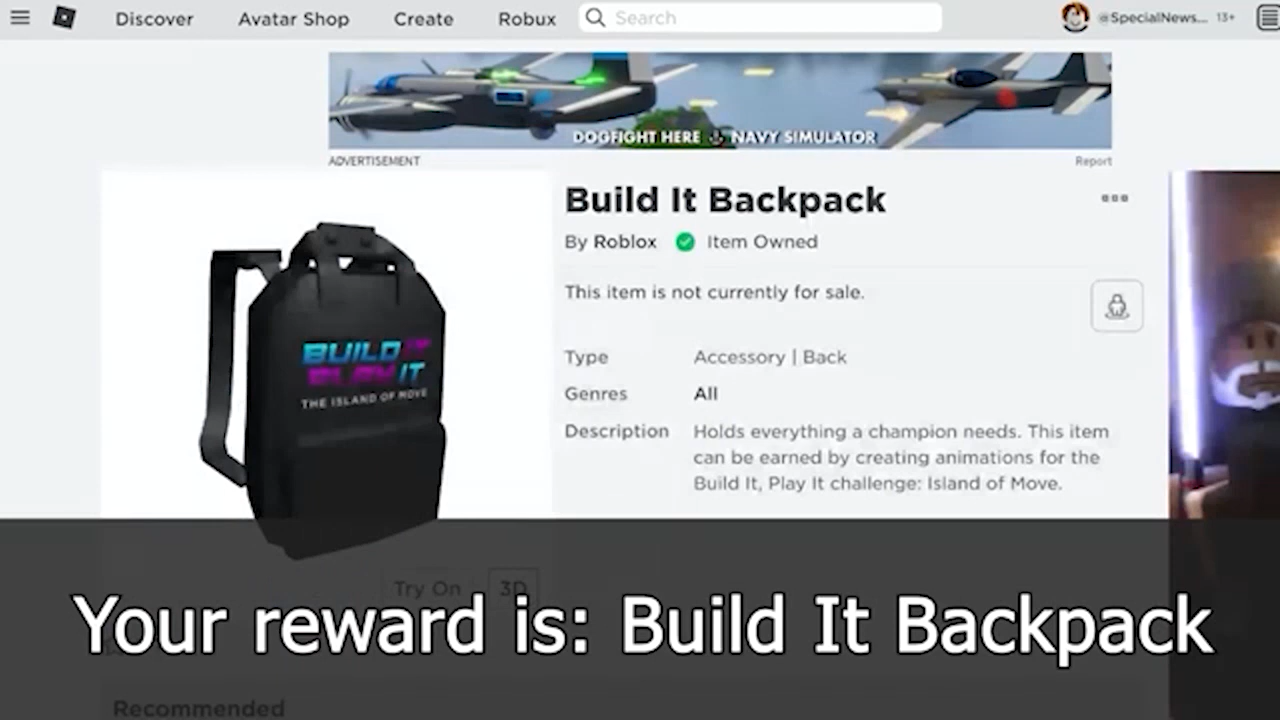 Discover Avatar Shop Create Robux Search @SpecialNews... 13+
DOGFIGHT HERE NAVY SIMULATOR
ADVERTISEMENT Report
Build It Backpack
By Roblox Item Owned
This item is not currently for sale.
Type Accessory | Back
Genres All
Description Holds everything a champion needs. This item
can be earned by creating animations for the
Build It, Play It challenge: Island of Move.
BUILD IT
PLAY IT
THE ISLAND OF MOVE
Try On 3D
Your reward is: Build It Backpack
Recommended